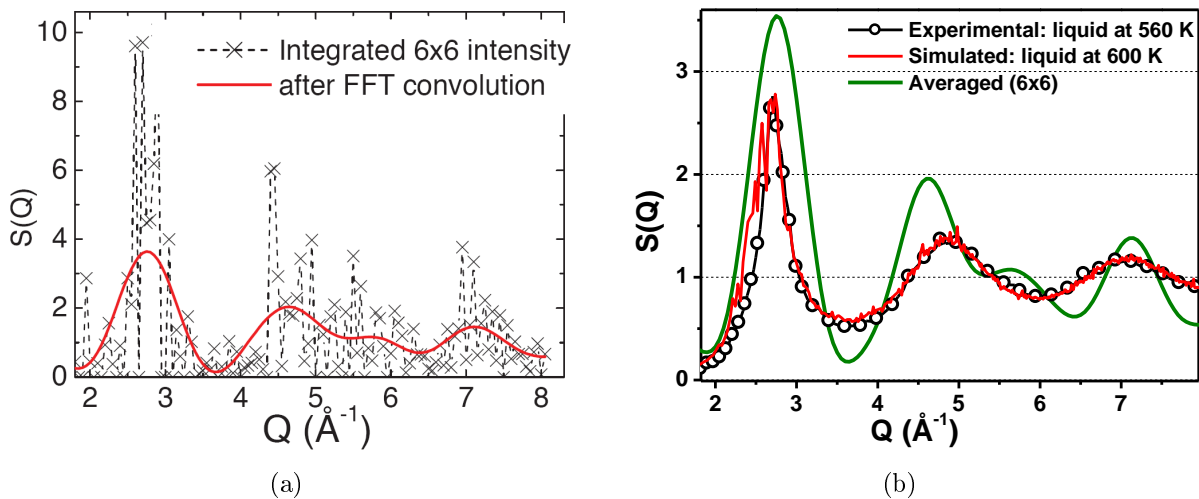 10
8
6
4
2
0
S(Q)
Integrated 6x6 intensity
after FFT convolution
2 3 4 5 6 7 8
Q (Å⁻¹)
(a)
3
2
1
0
S(Q)
Experimental: liquid at 560 K
Simulated: liquid at 600 K
Averaged (6x6)
2 3 4 5 6 7
Q (Å⁻¹)
(b)